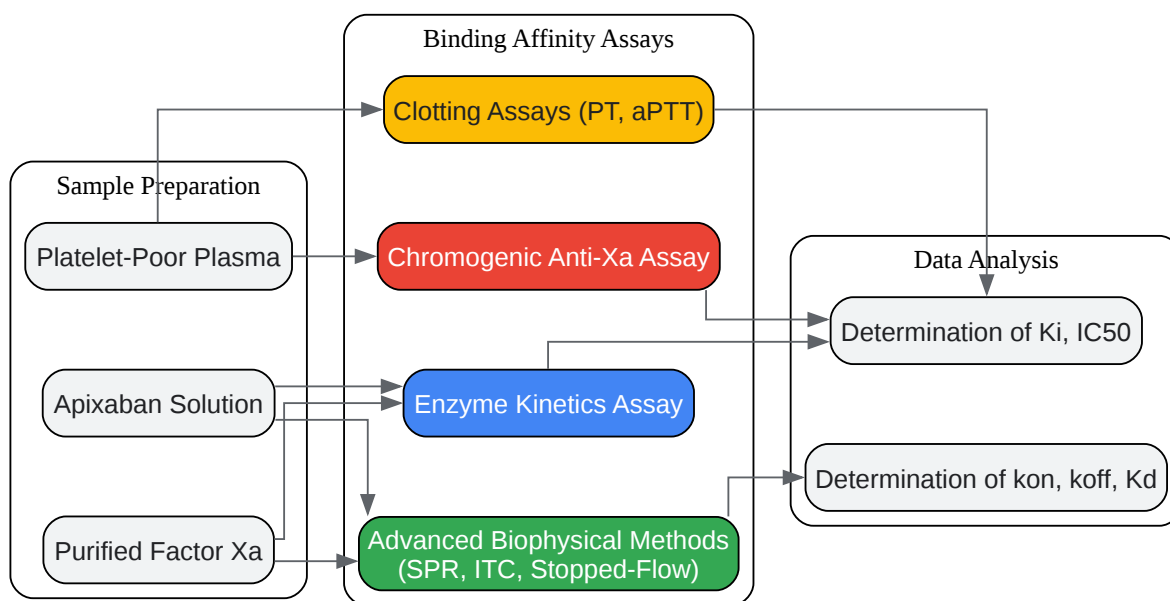 Binding Affinity Assays
Clotting Assays (PT, aPTT)
Sample Preparation
Platelet-Poor Plasma
Chromogenic Anti-Xa Assay
Data Analysis
Determination of Ki, IC50
Apixaban Solution
Enzyme Kinetics Assay
Determination of kon, koff, Kd
Purified Factor Xa
Advanced Biophysical Methods
(SPR, ITC, Stopped-Flow)